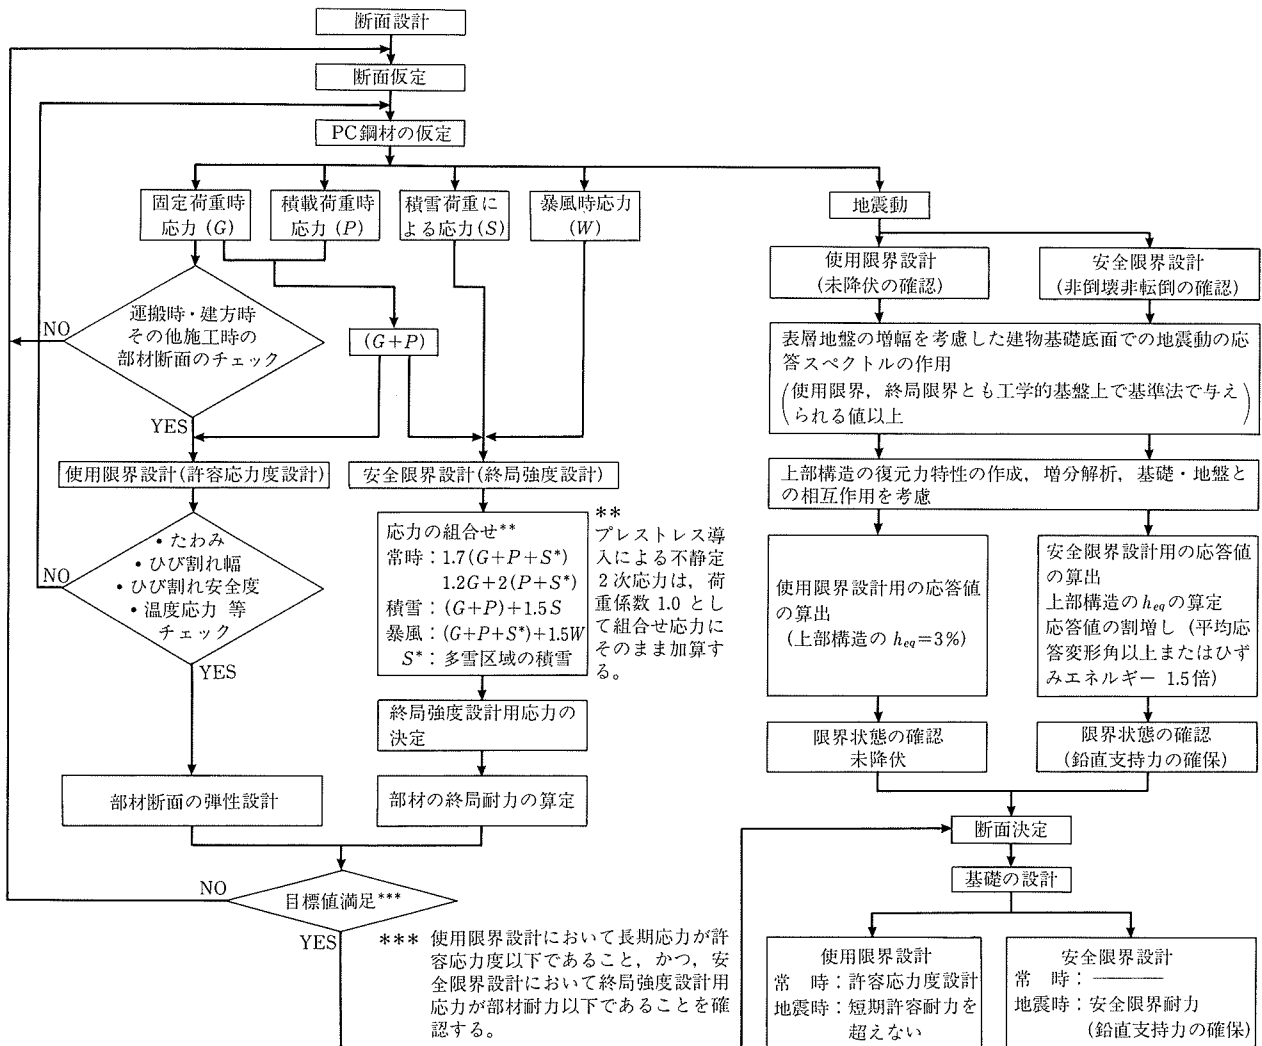 断面設計
断面仮定
PC鋼材の仮定
固定荷重時
応力(G)
積載荷重時
応力(P)
積雪荷重に
よる応力(S)
暴風時応力
(W)
地震動
運搬時・建方時
その他施工時の
部材断面のチェック
NO
YES
(G+P)
使用限界設計
(未降伏の確認)
安全限界設計
(非倒壊非転倒の確認)
表層地盤の増幅を考慮した建物基礎底面での地震動の応
答スペクトルの作用
(使用限界,終局限界とも工学的基盤上で基準法で与え
られる値以上)
使用限界設計(許容応力度設計)
安全限界設計(終局強度設計)
上部構造の復元力特性の作成,増分解析,基礎・地盤と
の相互作用を考慮
・たわみ
・ひび割れ幅
・ひび割れ安全度
・温度応力 等
チェック
NO
YES
応力の組合せ**
常時:1.7(G+P+S*)
1.2G+2(P+S*)
積雪:(G+P)+1.5S
暴風:(G+P+S*)+1.5W
S*:多雪区域の積雪
**
プレストレス導
入による不静定
2次応力は,荷
重係数1.0とし
て組合せ応力に
そのまま加算す
る。
使用限界設計用の応答値
の算出
(上部構造の heq=3%)
安全限界設計用の応答値
の算出
上部構造の heq の算定
応答値の割増し (平均応
答変形角以上またはひず
みエネルギー 1.5倍)
終局強度設計用応力の
決定
限界状態の確認
未降伏
限界状態の確認
(鉛直支持力の確保)
部材断面の弾性設計
部材の終局耐力の算定
断面決定
基礎の設計
目標値満足***
NO
YES
*** 使用限界設計において長期応力が許
容応力度以下であること,かつ,安
全限界設計において終局強度設計用
応力が部材耐力以下であることを確
認する。
使用限界設計
常 時:許容応力度設計
地震時:短期許容耐力を
超えない
安全限界設計
常 時:―――
地震時:安全限界耐力
(鉛直支持力の確保)